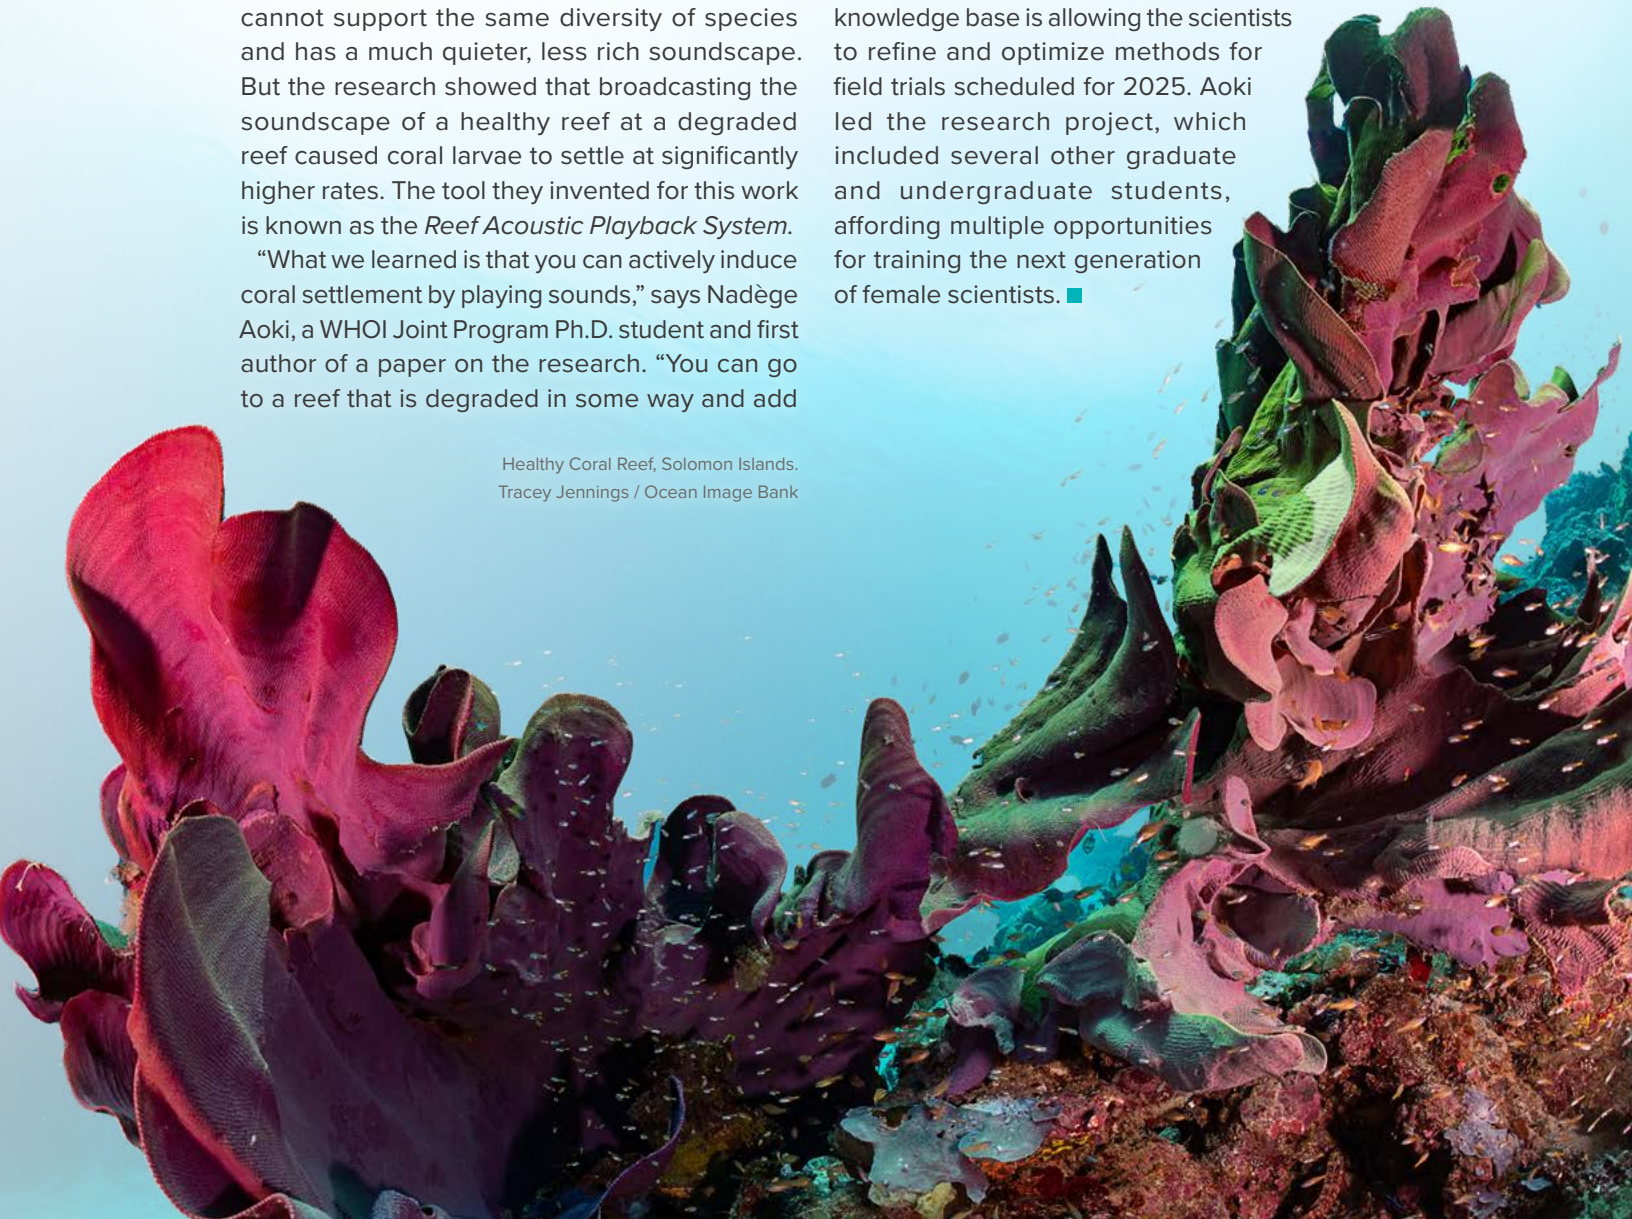 cannot support the same diversity of species
and has a much quieter, less rich soundscape.
But the research showed that broadcasting the
soundscape of a healthy reef at a degraded
reef caused coral larvae to settle at significantly
higher rates. The tool they invented for this work
is known as the Reef Acoustic Playback System.
“What we learned is that you can actively induce
coral settlement by playing sounds,” says Nadège
Aoki, a WHOI Joint Program Ph.D. student and first
author of a paper on the research. “You can go
to a reef that is degraded in some way and add
knowledge base is allowing the scientists
to refine and optimize methods for
field trials scheduled for 2025. Aoki
led the research project, which
included several other graduate
and undergraduate students,
affording multiple opportunities
for training the next generation
of female scientists.
Healthy Coral Reef, Solomon Islands.
Tracey Jennings / Ocean Image Bank